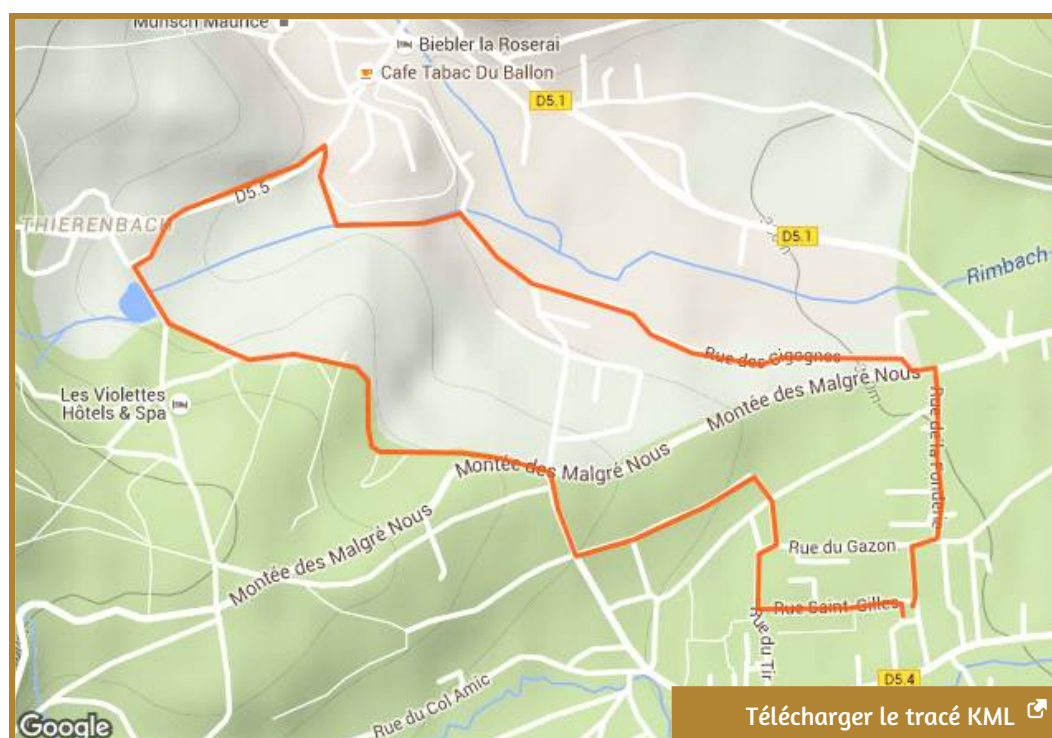 Munsch Maurice
Biebler la Roserai
Cafe Tabac Du Ballon
D5.1
D5.5
THIERENBACH
D5.1
Rimbach
Rue des Cigognes
Les Violettes
Hôtels & Spa
Montée des Malgré Nous
Rue de la Fonderie
Montée des Malgré Nous
Rue du Gazon
Montée des Malgré Nous
Rue Saint-Gilles
Rue du Tir
D5.4
Rue du Col Amic
Google
Télécharger le tracé KML